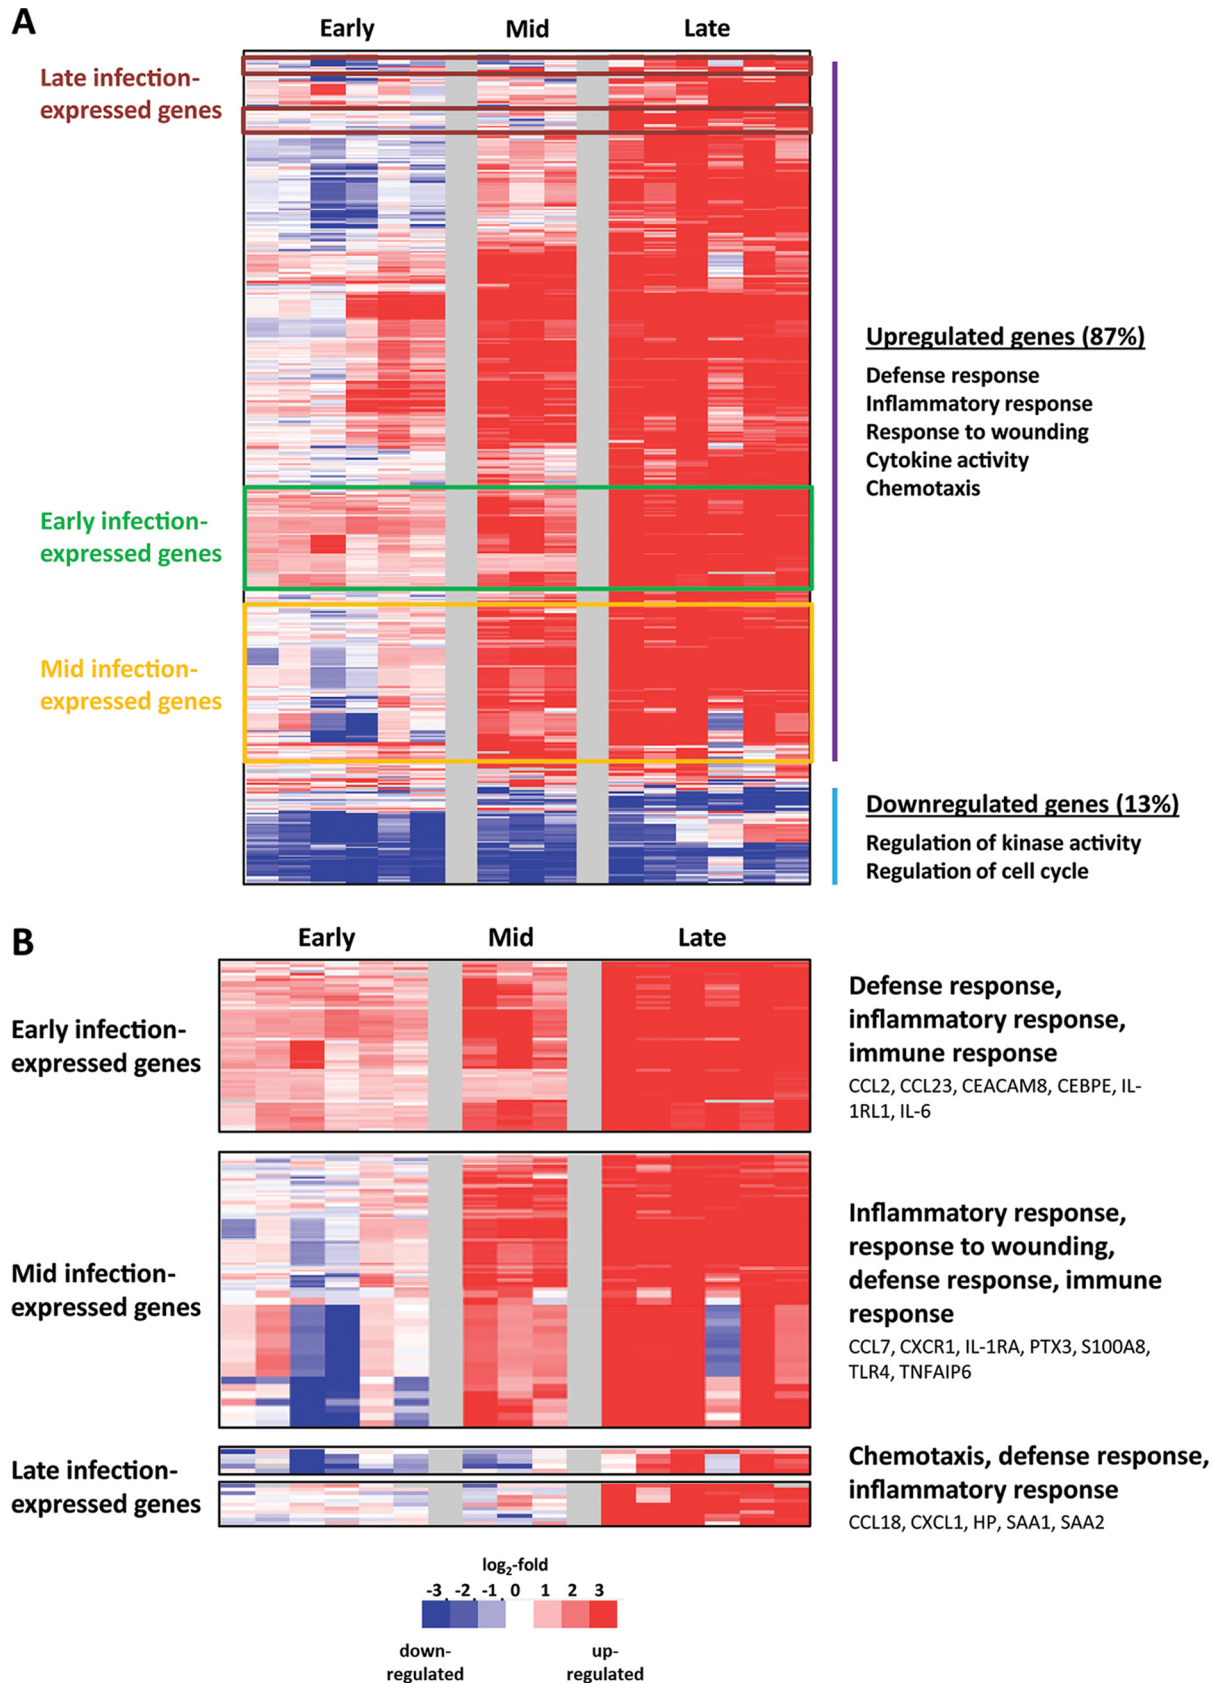 A
Early Mid Late
Late infection-
expressed genes
Upregulated genes (87%)
Defense response
Inflammatory response
Response to wounding
Cytokine activity
Chemotaxis
Early infection-
expressed genes
Mid infection-
expressed genes
Downregulated genes (13%)
Regulation of kinase activity
Regulation of cell cycle
B
Early Mid Late
Early infection-
expressed genes
Defense response,
inflammatory response,
immune response
CCL2, CCL23, CEACAM8, CEBPE, IL-
1RL1, IL-6
Mid infection-
expressed genes
Inflammatory response,
response to wounding,
defense response, immune
response
CCL7, CXCR1, IL-1RA, PTX3, S100A8,
TLR4, TNFAIP6
Late infection-
expressed genes
Chemotaxis, defense response,
inflammatory response
CCL18, CXCL1, HP, SAA1, SAA2
log₂-fold
-3 -2 -1 0 1 2 3
down-
regulated
up-
regulated